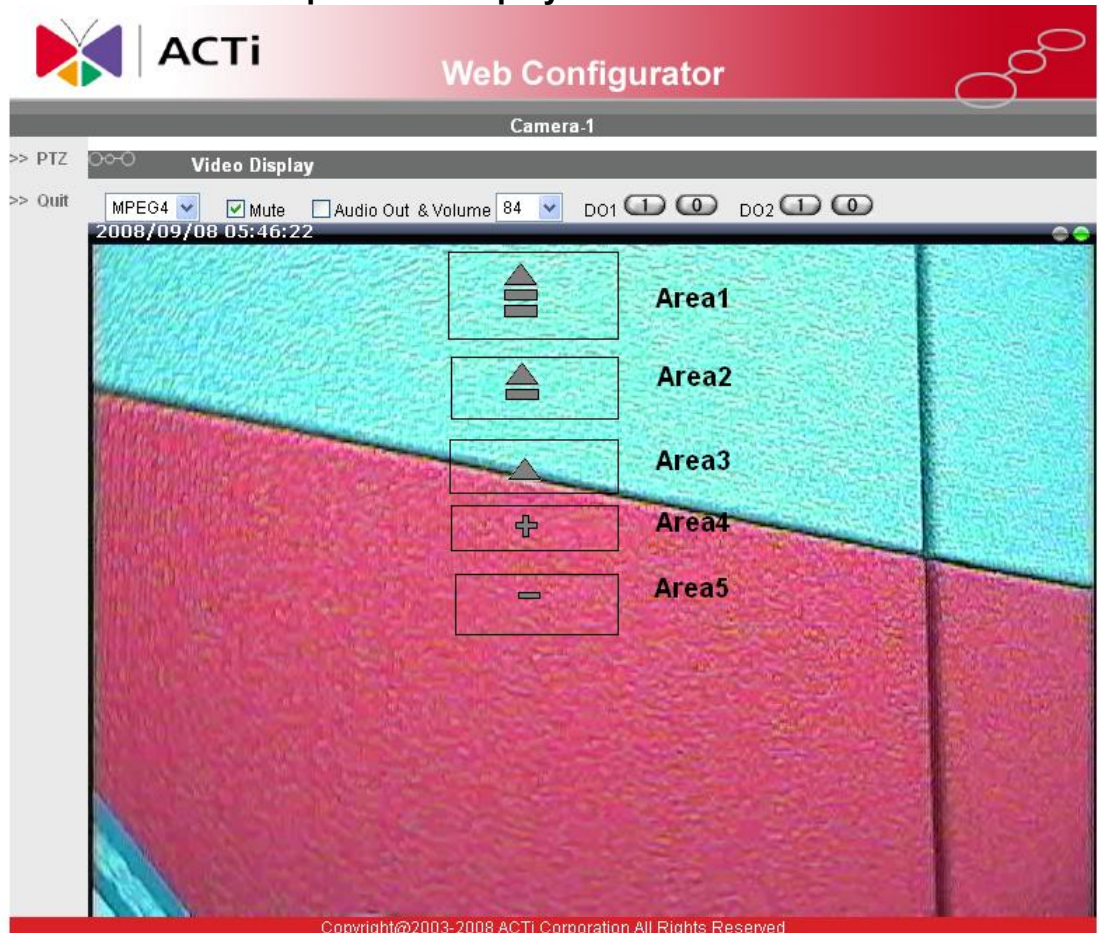 ACTi
Web Configurator
Camera-1
>> PTZ
Video Display
>> Quit
MPEG4 Mute Audio Out & Volume 84 DO1 1 0 DO2 1 0
2008/09/08 05:46:22
Area1
Area2
Area3
Area4
Area5
Copyright@2003-2008 ACTi Corporation All Rights Reserved